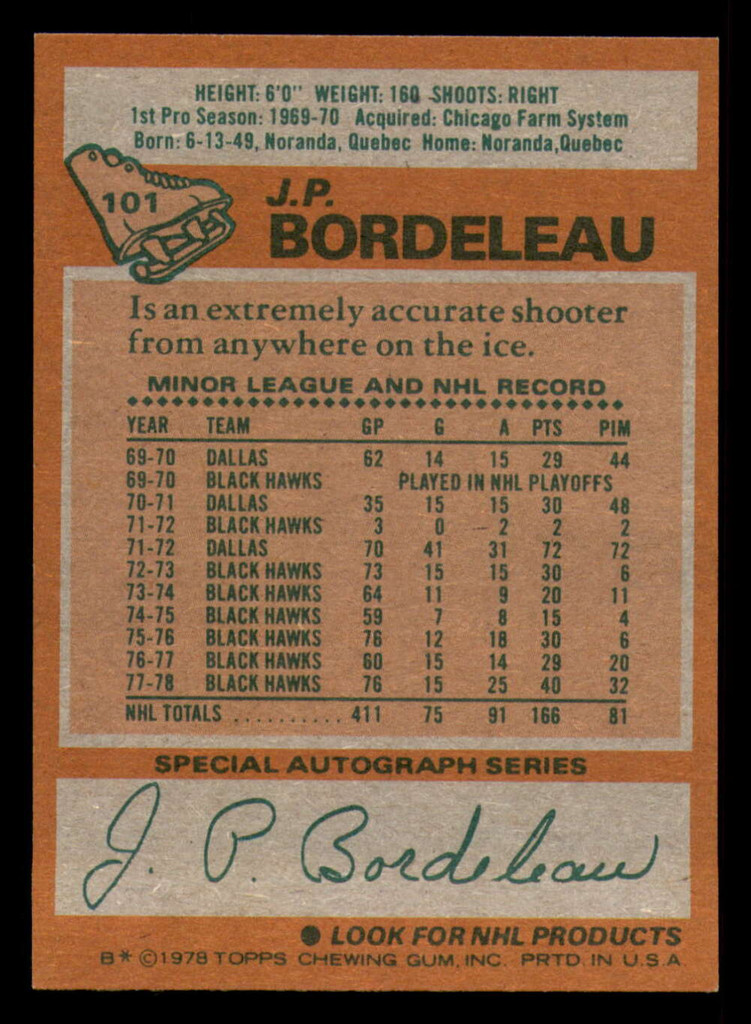 HEIGHT: 6'0" WEIGHT: 160 SHOOTS: RIGHT
1st Pro Season: 1969-70 Acquired: Chicago Farm System
Born: 6-13-49, Noranda, Quebec Home: Noranda, Quebec
101
J.P.
BORDELEAU
Is an extremely accurate shooter
from anywhere on the ice.
MINOR LEAGUE AND NHL RECORD
YEAR TEAM GP G A PTS PIM
69-70 DALLAS 62 14 15 29 44
69-70 BLACK HAWKS PLAYED IN NHL PLAYOFFS
70-71 DALLAS 35 15 15 30 48
71-72 BLACK HAWKS 3 0 2 2 2
71-72 DALLAS 70 41 31 72 72
72-73 BLACK HAWKS 73 15 15 30 6
73-74 BLACK HAWKS 64 11 9 20 11
74-75 BLACK HAWKS 59 7 8 15 4
75-76 BLACK HAWKS 76 12 18 30 6
76-77 BLACK HAWKS 60 15 14 29 20
77-78 BLACK HAWKS 76 15 25 40 32
NHL TOTALS .......... 411 75 91 166 81
SPECIAL AUTOGRAPH SERIES
J. P. Bordeleau
● LOOK FOR NHL PRODUCTS
B* ©1978 TOPPS CHEWING GUM, INC. PRTD. IN U.S.A.